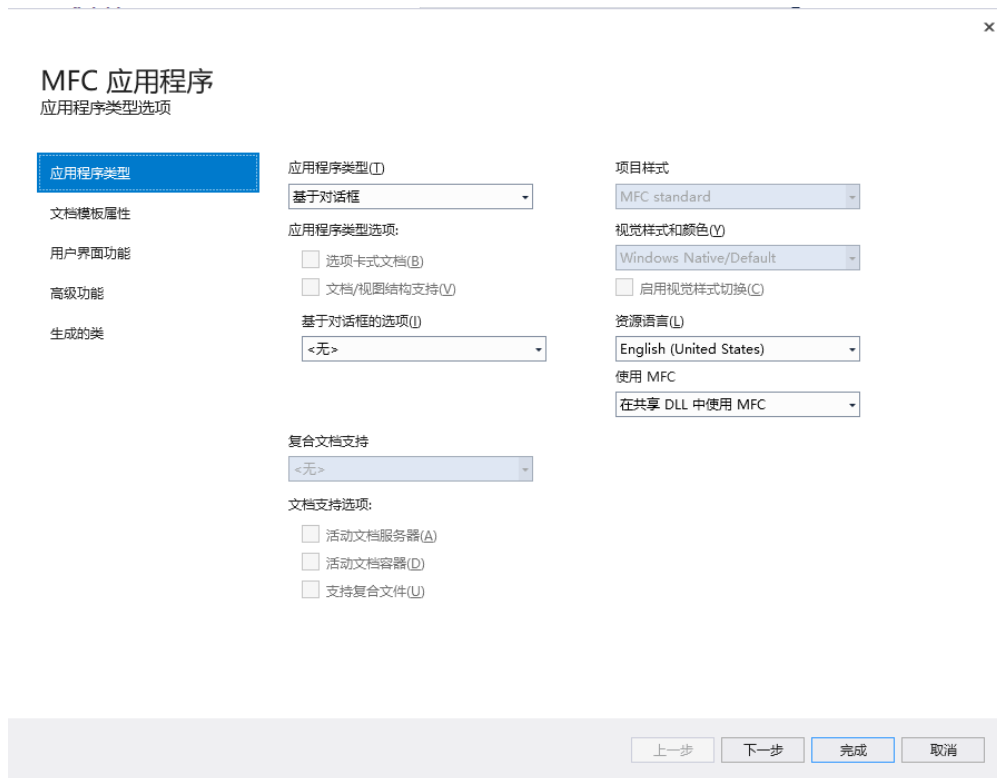 MFC 应用程序
应用程序类型选项
应用程序类型
文档模板属性
用户界面功能
高级功能
生成的类
应用程序类型(T)
基于对话框
应用程序类型选项:
选项卡式文档(B)
文档/视图结构支持(V)
基于对话框的选项(I)
<无>
复合文档支持
<无>
文档支持选项:
活动文档服务器(A)
活动文档容器(D)
支持复合文件(U)
项目样式
MFC standard
视觉样式和颜色(Y)
Windows Native/Default
启用视觉样式切换(C)
资源语言(L)
English (United States)
使用 MFC
在共享 DLL 中使用 MFC
上一步
下一步
完成
取消